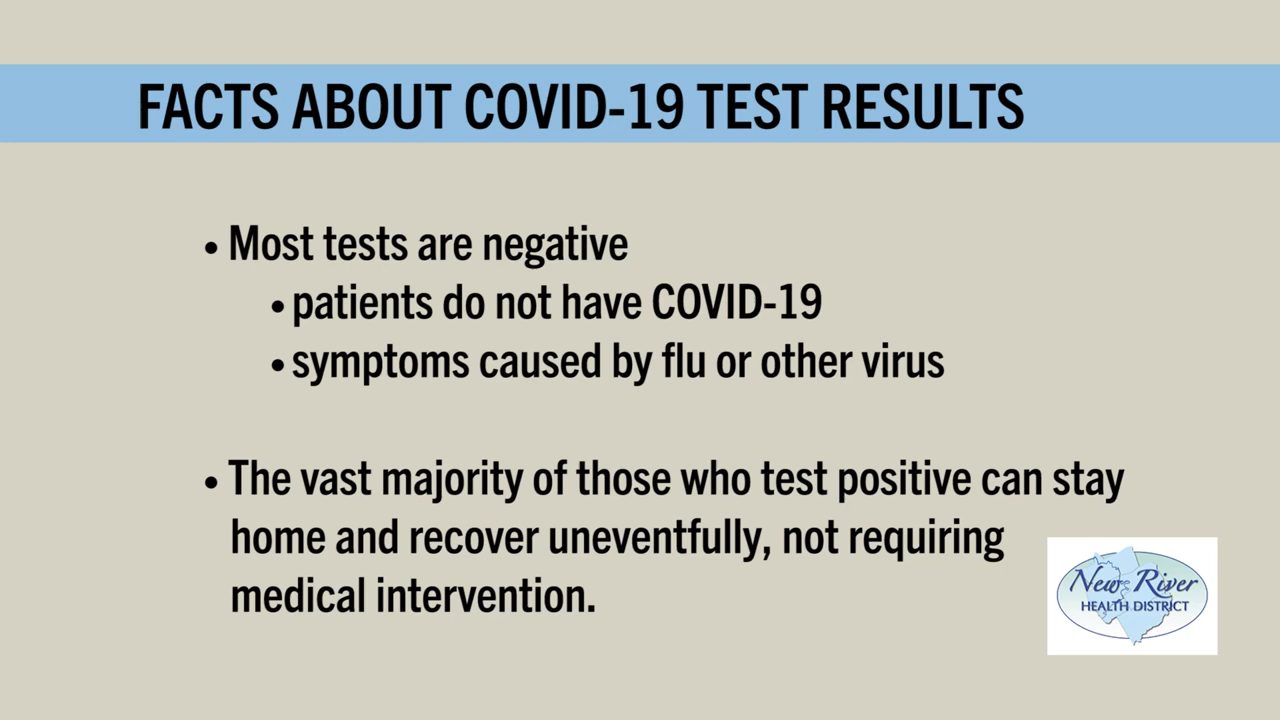 FACTS ABOUT COVID-19 TEST RESULTS
• Most tests are negative
• patients do not have COVID-19
• symptoms caused by flu or other virus
• The vast majority of those who test positive can stay
home and recover uneventfully, not requiring
medical intervention.
New River
HEALTH DISTRICT